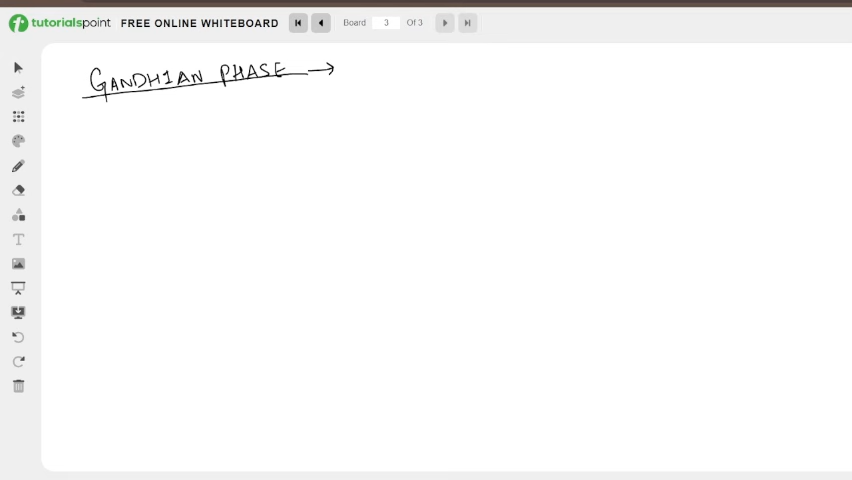 tutorialspoint FREE ONLINE WHITEBOARD Board 3 Of 3
GANDHIAN PHASE →
T